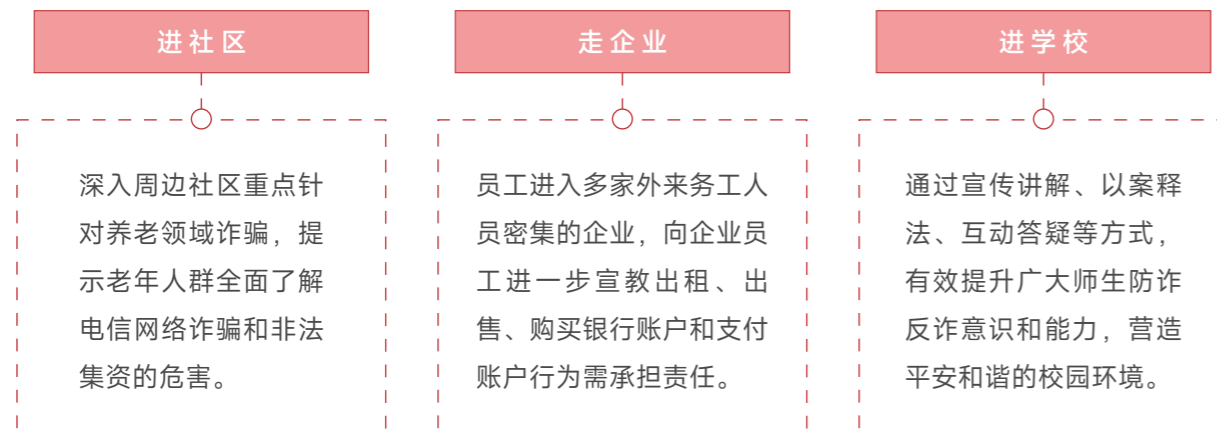 进社区
深入周边社区重点针
对养老领域诈骗，提
示老年人群全面了解
电信网络诈骗和非法
集资的危害。
走企业
员工进入多家外来务工人
员密集的企业，向企业员
工进一步宣教出租、出
售、购买银行账户和支付
账户行为需承担责任。
进学校
通过宣传讲解、以案释
法、互动答疑等方式，
有效提升广大师生防诈
反诈意识和能力，营造
平安和谐的校园环境。